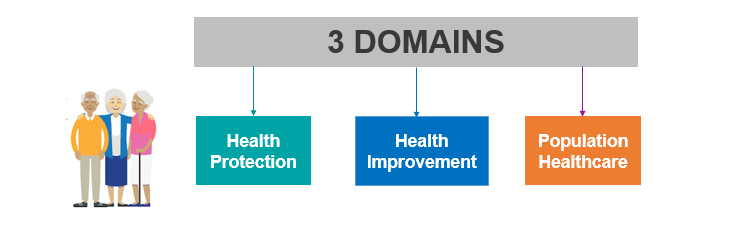 3 DOMAINS
Health
Protection
Health
Improvement
Population
Healthcare